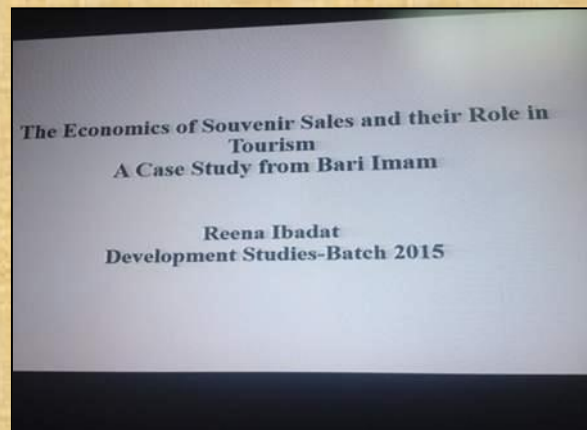 The Economics of Souvenir Sales and their Role in
Tourism
A Case Study from Bari Imam
Reena Ibadat
Development Studies-Batch 2015